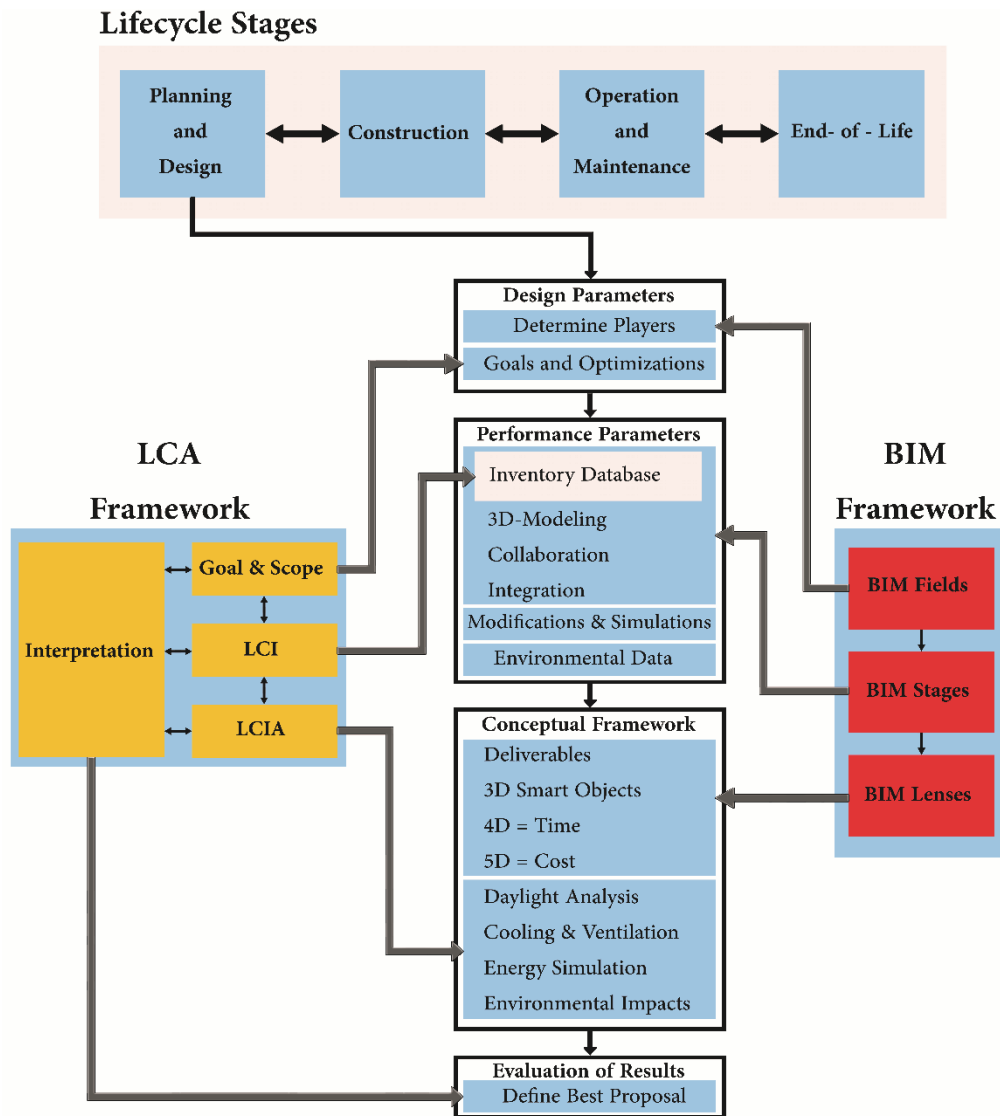 Lifecycle Stages
Planning
and
Design
Construction
Operation
and
Maintenance
End- of - Life
Design Parameters
Determine Players
Goals and Optimizations
Performance Parameters
Inventory Database
3D-Modeling
Collaboration
Integration
Modifications & Simulations
Environmental Data
LCA
Framework
Interpretation
Goal & Scope
LCI
LCIA
BIM
Framework
BIM Fields
BIM Stages
BIM Lenses
Conceptual Framework
Deliverables
3D Smart Objects
4D = Time
5D = Cost
Daylight Analysis
Cooling & Ventilation
Energy Simulation
Environmental Impacts
Evaluation of Results
Define Best Proposal